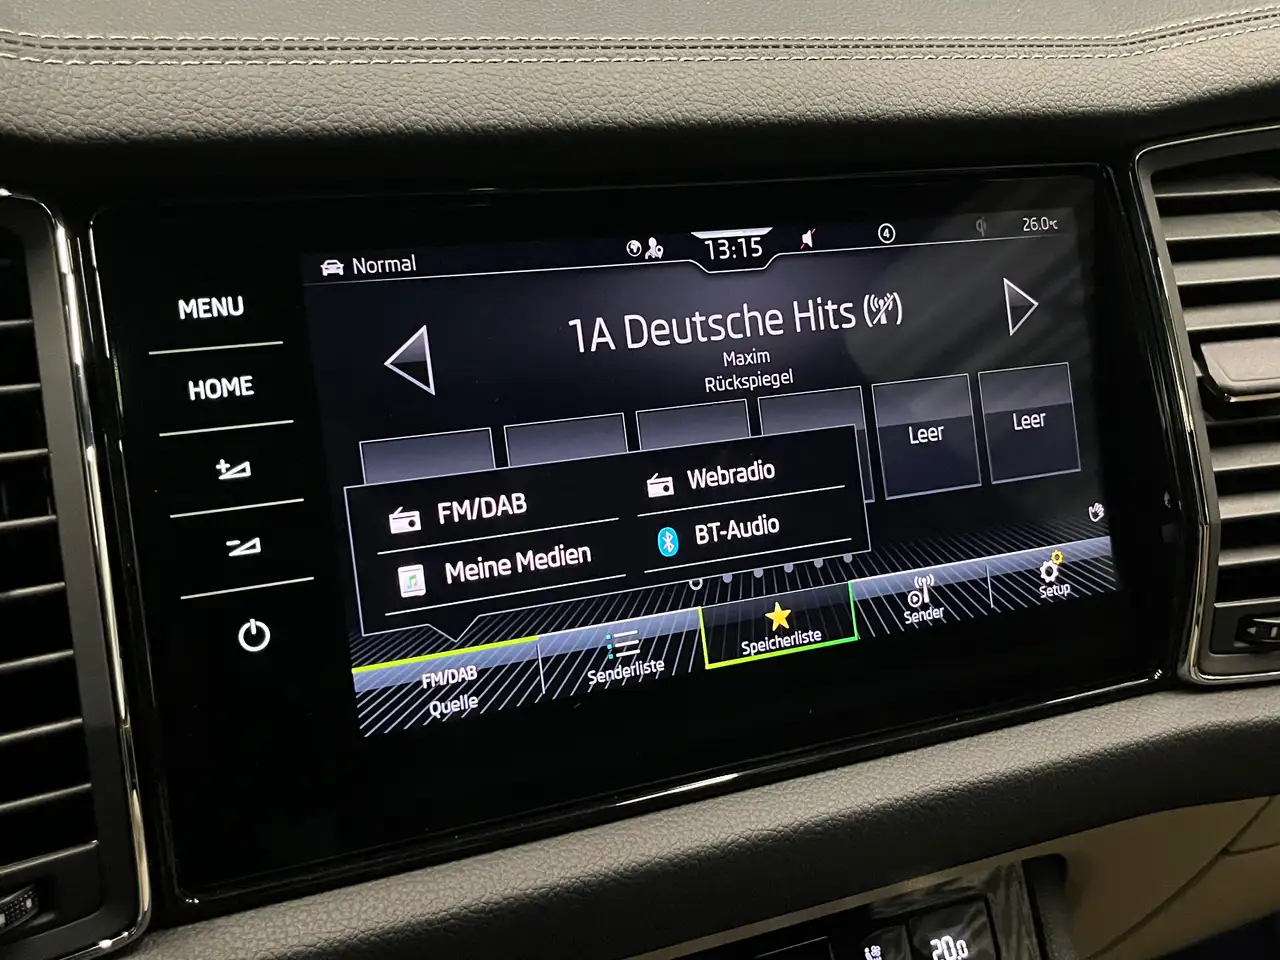 Normal
13:15
4
26.0°C
MENU
HOME
1A Deutsche Hits
Maxim
Rückspiegel
Leer
Leer
FM/DAB
Webradio
Meine Medien
BT-Audio
FM/DAB
Quelle
Senderliste
Speicherliste
Sender
Setup
20.0